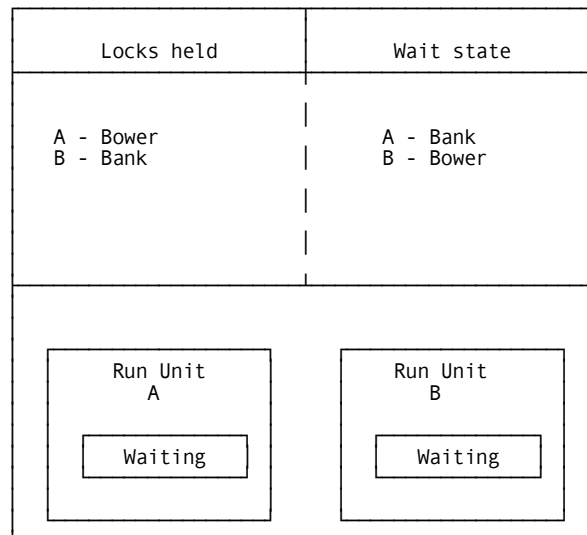 Locks held Wait state
A - Bower A - Bank
B - Bank B - Bower
Run Unit Run Unit
A B
Waiting Waiting